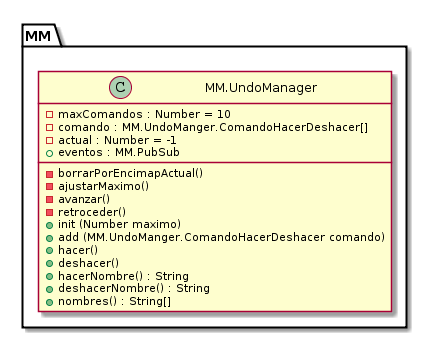 MM
C MM.UndoManager
maxComandos : Number = 10
comando : MM.UndoManger.ComandoHacerDeshacer[]
actual : Number = -1
eventos : MM.PubSub
borrarPorEncimapActual()
ajustarMaximo()
avanzar()
retroceder()
init (Number maximo)
add (MM.UndoManger.ComandoHacerDeshacer comando)
hacer()
deshacer()
hacerNombre() : String
deshacerNombre() : String
nombres() : String[]